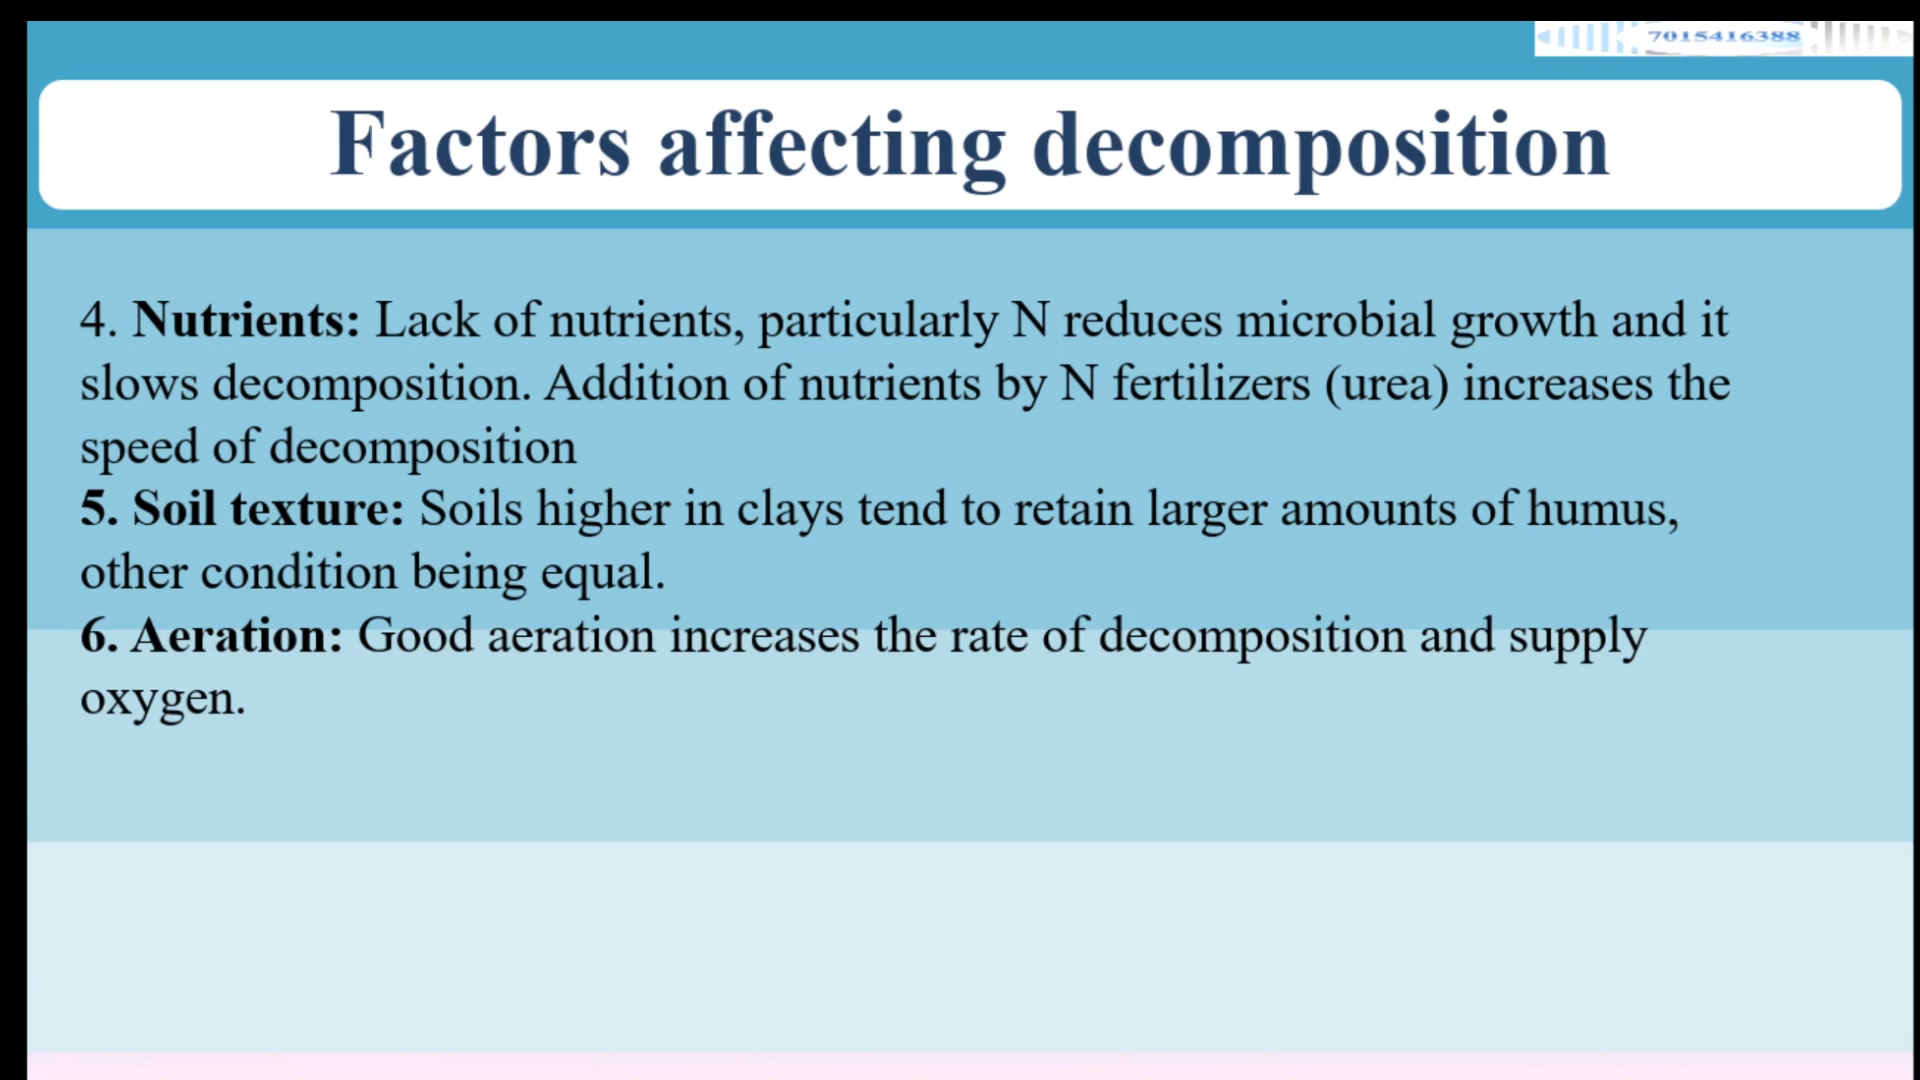 7015416388
Factors affecting decomposition
4. Nutrients: Lack of nutrients, particularly N reduces microbial growth and it
slows decomposition. Addition of nutrients by N fertilizers (urea) increases the
speed of decomposition
5. Soil texture: Soils higher in clays tend to retain larger amounts of humus,
other condition being equal.
6. Aeration: Good aeration increases the rate of decomposition and supply
oxygen.